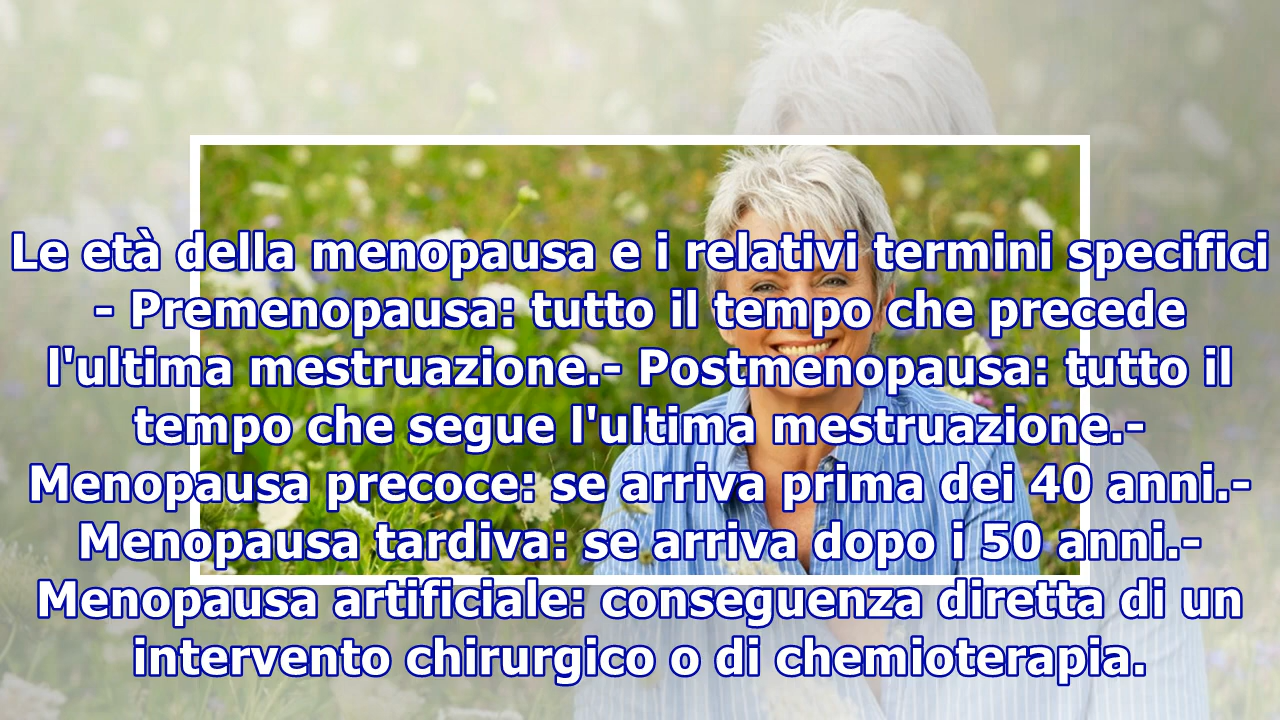 Le età della menopausa e i relativi termini specifici
- Premenopausa: tutto il tempo che precede
l'ultima mestruazione.- Postmenopausa: tutto il
tempo che segue l'ultima mestruazione.-
Menopausa precoce: se arriva prima dei 40 anni.-
Menopausa tardiva: se arriva dopo i 50 anni.-
Menopausa artificiale: conseguenza diretta di un
intervento chirurgico o di chemioterapia.